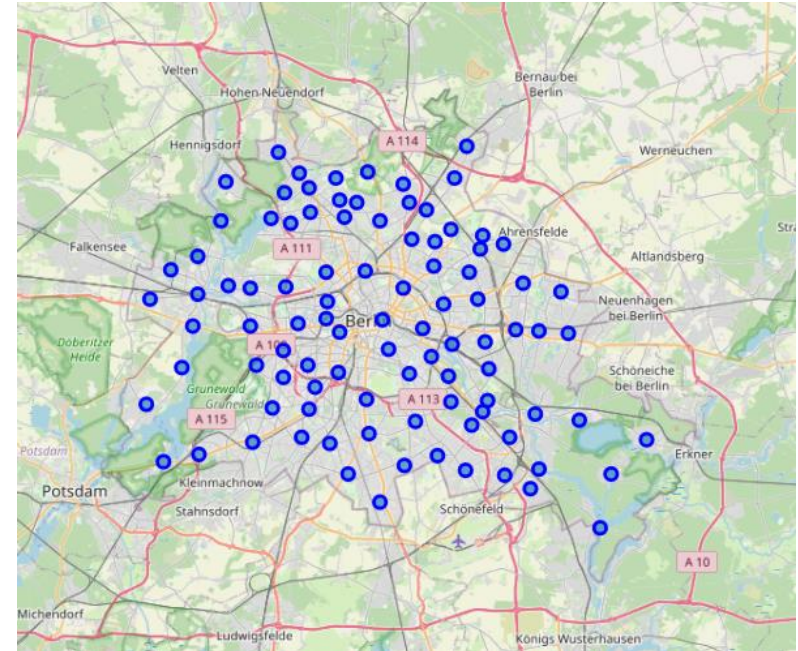 Velten
Bernau bei
Berlin
Hohen Neuendorf
A 114
Hennigsdorf
Werneuchen
Ahrensfelde
Falkensee
A 111
Altlandsberg
Neuenhagen
bei Berlin
Döberitzer
Heide
Schöneiche
bei Berlin
Grunewald
Grunewald
A 115
A 113
Potsdam
Erkner
Potsdam
Kleinmachnow
Stahnsdorf
Schönefeld
A 10
Michendorf
Ludwigsfelde
Königs Wusterhausen